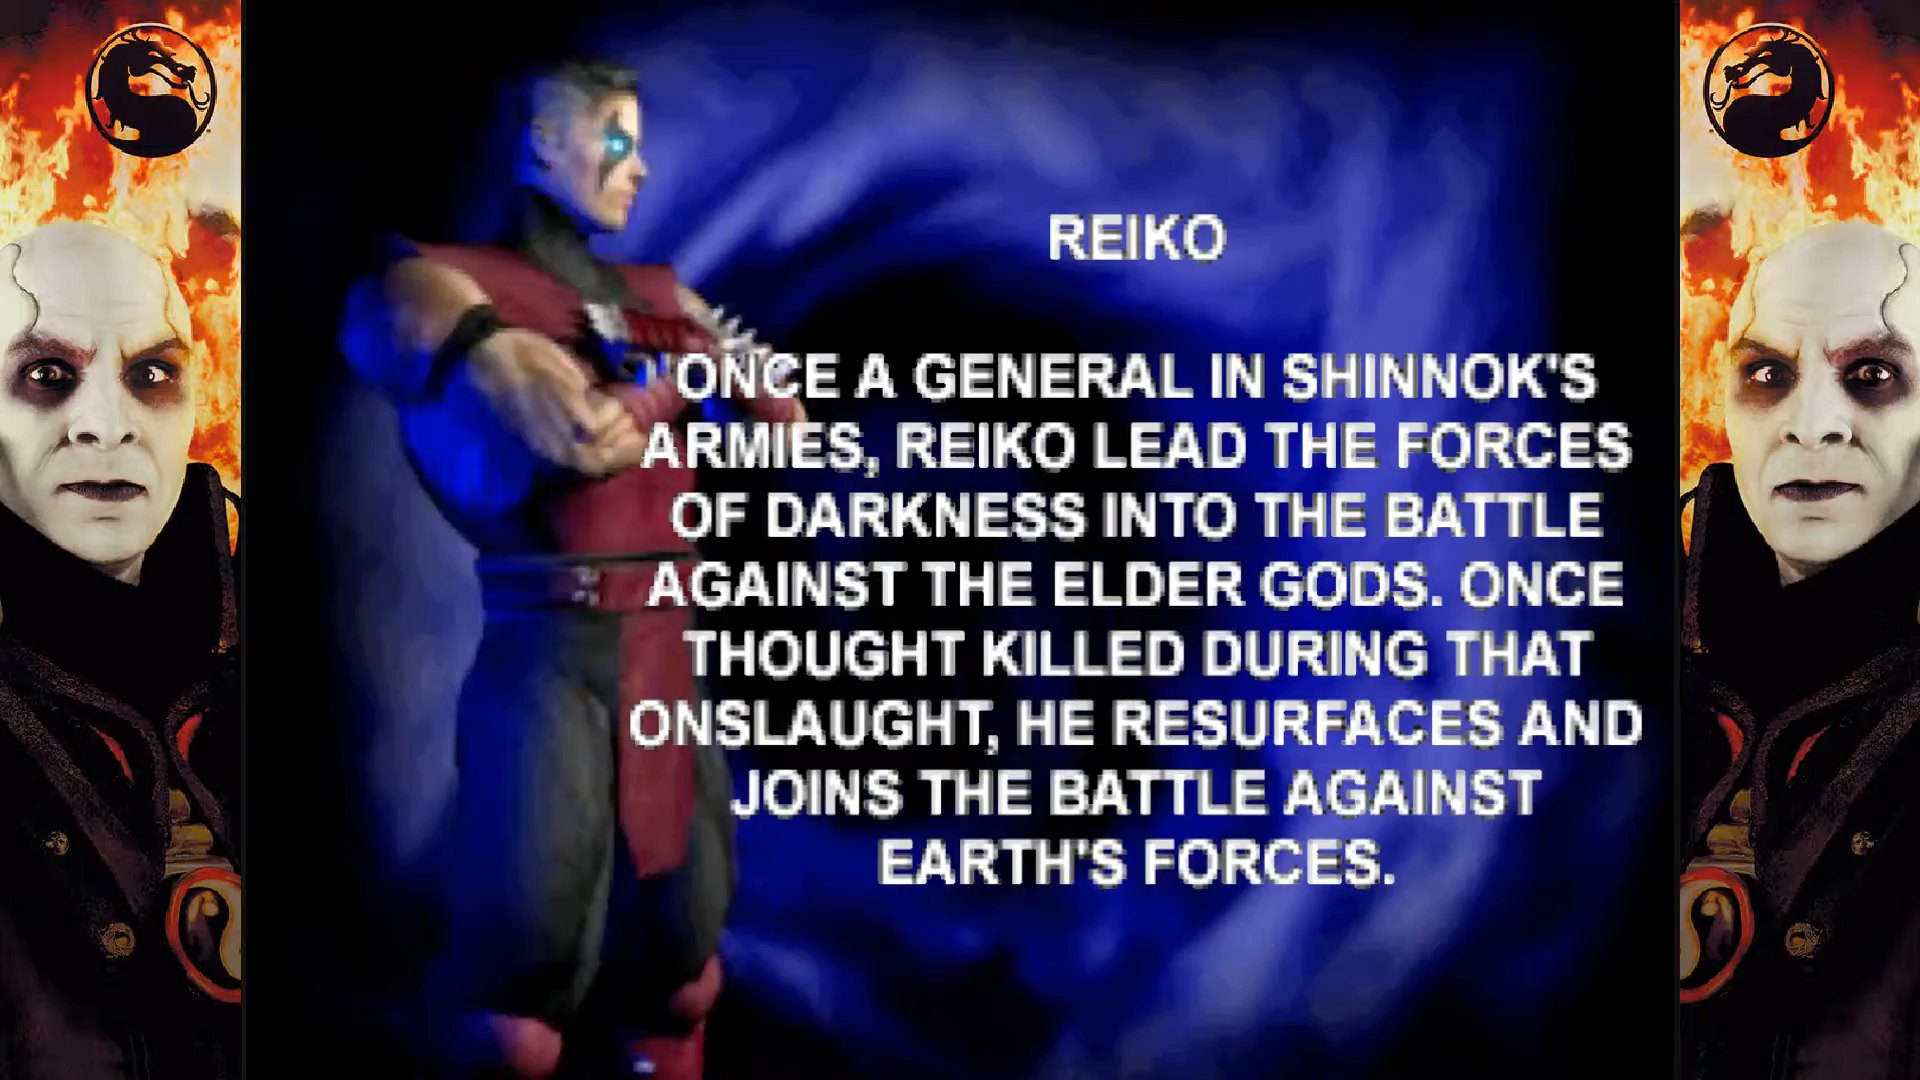 REIKO
'ONCE A GENERAL IN SHINNOK'S
ARMIES, REIKO LEAD THE FORCES
OF DARKNESS INTO THE BATTLE
AGAINST THE ELDER GODS. ONCE
THOUGHT KILLED DURING THAT
ONSLAUGHT, HE RESURFACES AND
JOINS THE BATTLE AGAINST
EARTH'S FORCES.